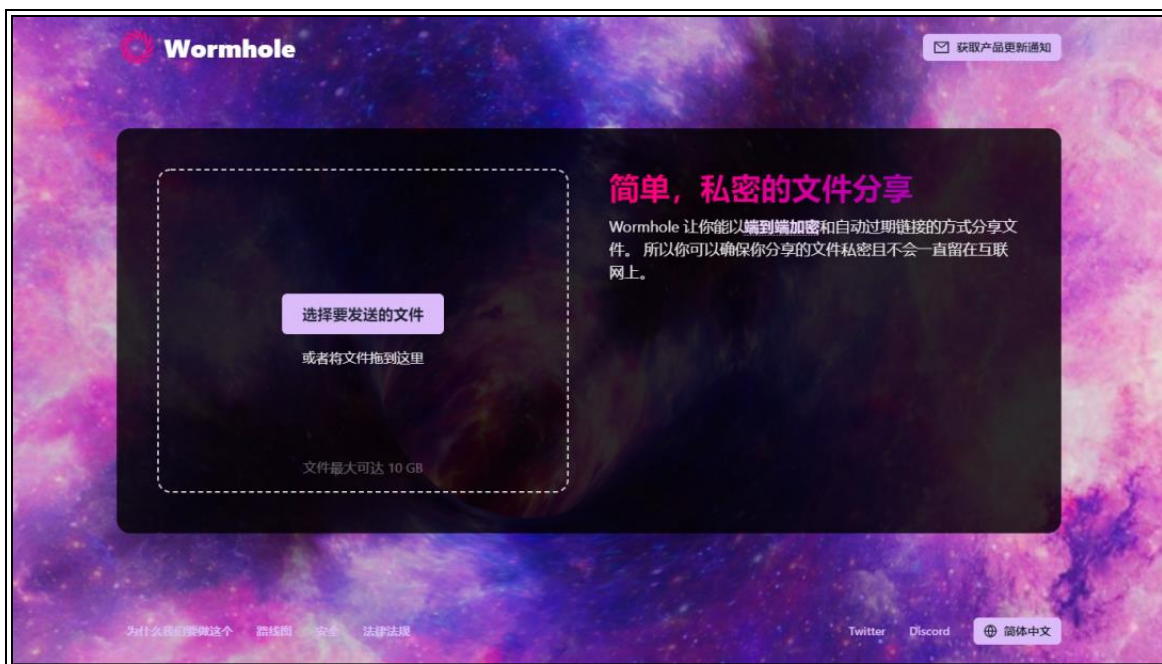 Wormhole
获取产品更新通知
选择要发送的文件
或者将文件拖到这里
文件最大可达 10 GB
简单，私密的文件分享
Wormhole 让你能以端到端加密和自动过期链接的方式分享文
件。 所以你可以确保你分享的文件私密且不会一直留在互联
网上。
为什么我们要做这个 路线图 安全 法律法规
Twitter Discord 简体中文